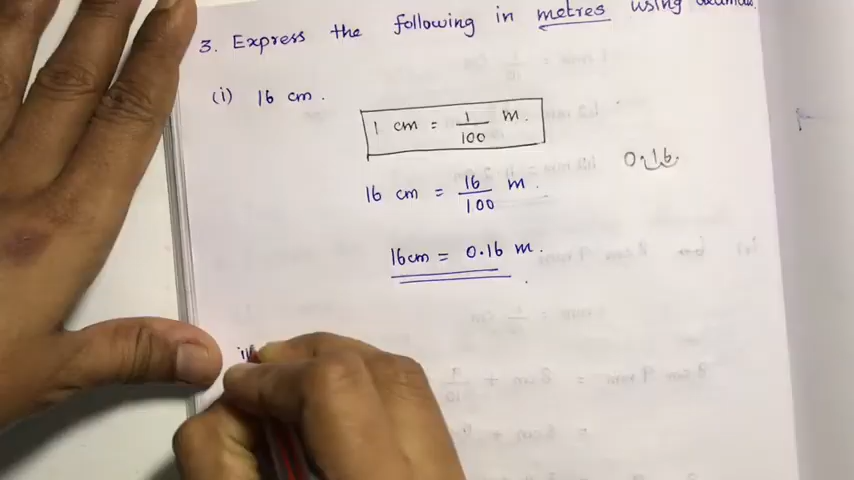 3. Express the following in metres using
(i) 16 cm.
1 cm = 1/100 m.
0.16.
16 cm = 16/100 m.
16cm = 0.16 m.